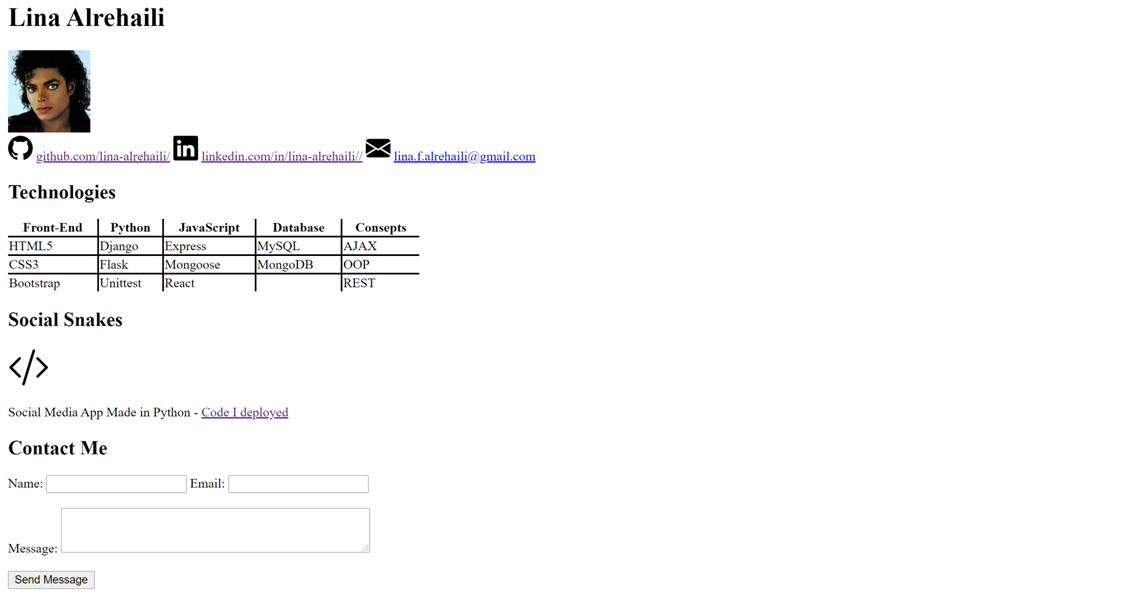 Lina Alrehaili
github.com/lina-alrehaili/ in linkedin.com/in/lina-alrehaili// lina.f.alrehaili@gmail.com
Technologies
Front-End Python JavaScript Database Consepts
HTML5 Django Express MySQL AJAX
CSS3 Flask Mongoose MongoDB OOP
Bootstrap Unittest React REST
Social Snakes
</>
Social Media App Made in Python - Code I deployed
Contact Me
Name: Email:
Message:
Send Message